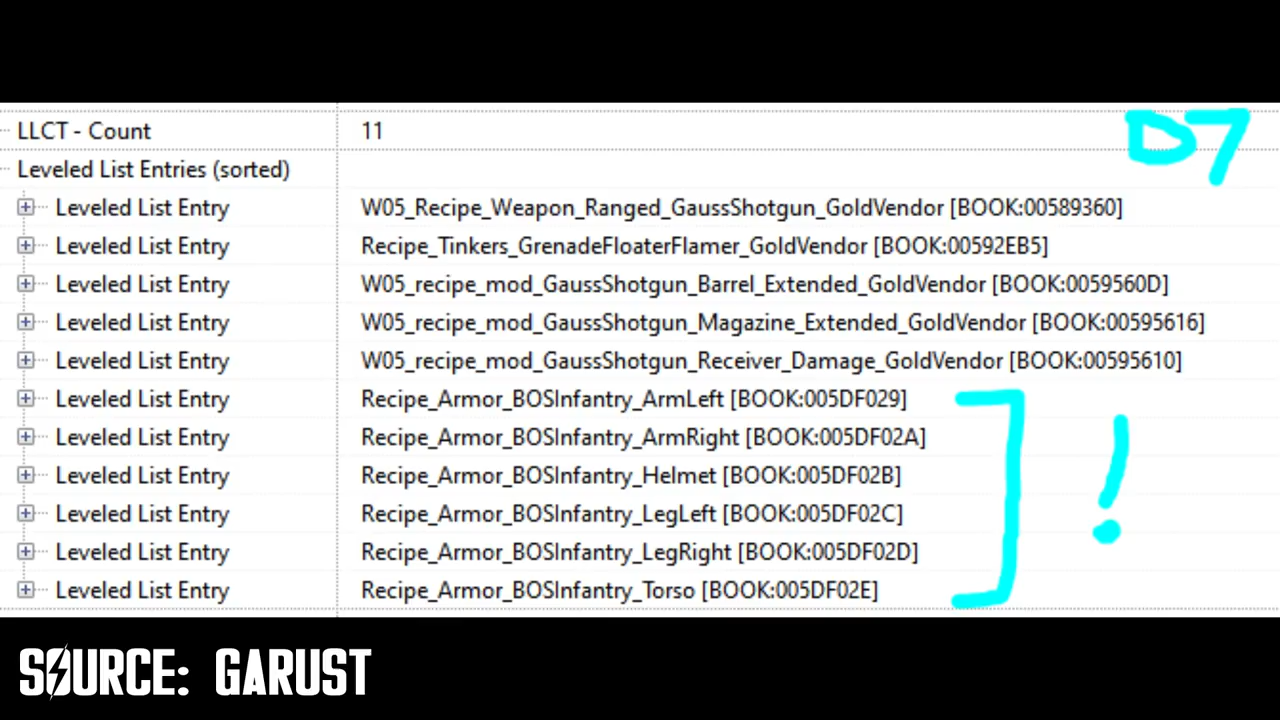 LLCT - Count 11 D7
Leveled List Entries (sorted)
Leveled List Entry W05_Recipe_Weapon_Ranged_GaussShotgun_GoldVendor [BOOK:00589360]
Leveled List Entry Recipe_Tinkers_GrenadeFloaterFlamer_GoldVendor [BOOK:00592EB5]
Leveled List Entry W05_recipe_mod_GaussShotgun_Barrel_Extended_GoldVendor [BOOK:0059560D]
Leveled List Entry W05_recipe_mod_GaussShotgun_Magazine_Extended_GoldVendor [BOOK:00595616]
Leveled List Entry W05_recipe_mod_GaussShotgun_Receiver_Damage_GoldVendor [BOOK:00595610]
Leveled List Entry Recipe_Armor_BOSInfantry_ArmLeft [BOOK:005DF029]
Leveled List Entry Recipe_Armor_BOSInfantry_ArmRight [BOOK:005DF02A]
Leveled List Entry Recipe_Armor_BOSInfantry_Helmet [BOOK:005DF02B]
Leveled List Entry Recipe_Armor_BOSInfantry_LegLeft [BOOK:005DF02C]
Leveled List Entry Recipe_Armor_BOSInfantry_LegRight [BOOK:005DF02D]
Leveled List Entry Recipe_Armor_BOSInfantry_Torso [BOOK:005DF02E]
] !
SOURCE: GARUST